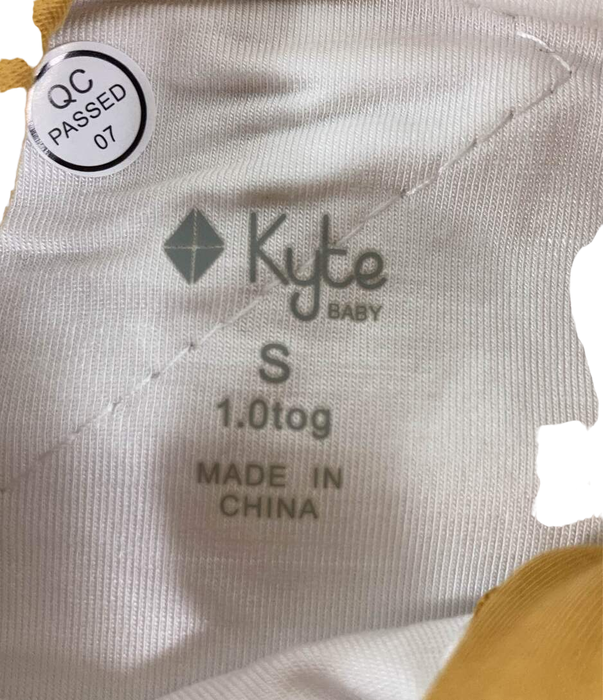 QC
PASSED
07
Kyte
BABY
S
1.0tog
MADE IN
CHINA